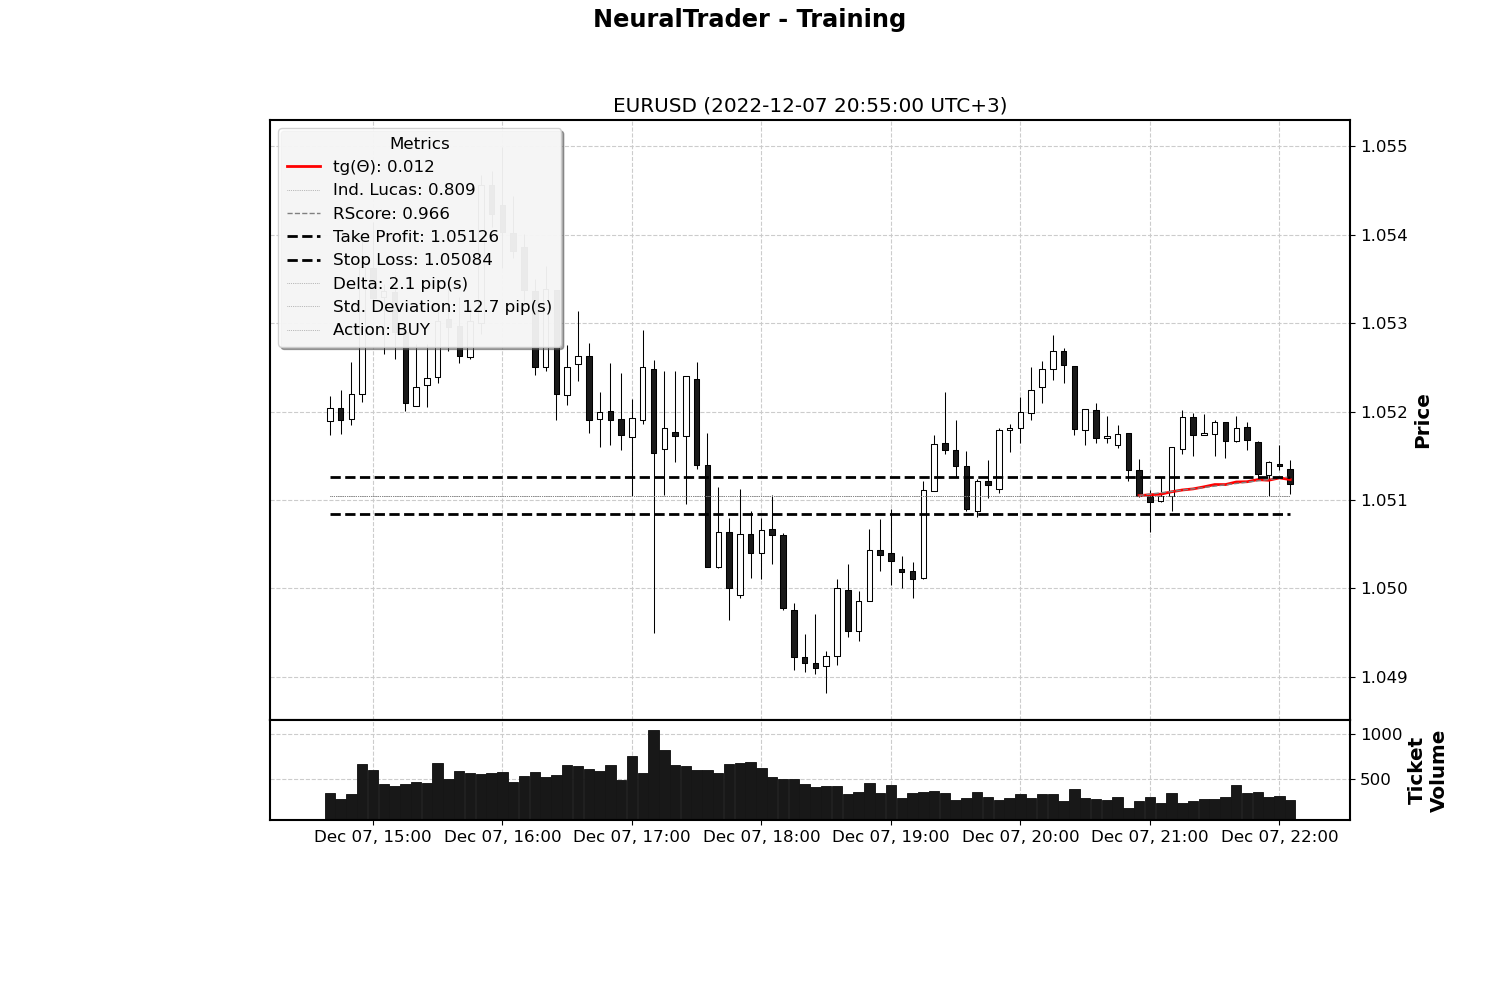 NeuralTrader - Training
EURUSD (2022-12-07 20:55:00 UTC+3)
Metrics
tg(Θ): 0.012
Ind. Lucas: 0.809
RScore: 0.966
Take Profit: 1.05126
Stop Loss: 1.05084
Delta: 2.1 pip(s)
Std. Deviation: 12.7 pip(s)
Action: BUY
1.055
1.054
1.053
1.052
1.051
1.050
1.049
Price
1000
500
Ticket
Volume
Dec 07, 15:00
Dec 07, 16:00
Dec 07, 17:00
Dec 07, 18:00
Dec 07, 19:00
Dec 07, 20:00
Dec 07, 21:00
Dec 07, 22:00